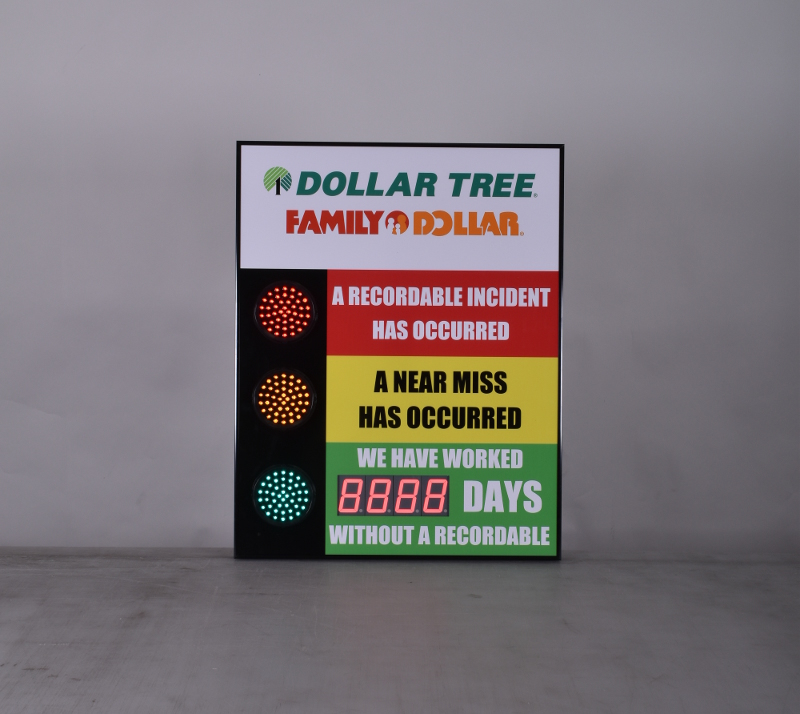 DOLLAR TREE®
FAMILY DOLLAR®
A RECORDABLE INCIDENT
HAS OCCURRED
A NEAR MISS
HAS OCCURRED
WE HAVE WORKED
8888 DAYS
WITHOUT A RECORDABLE